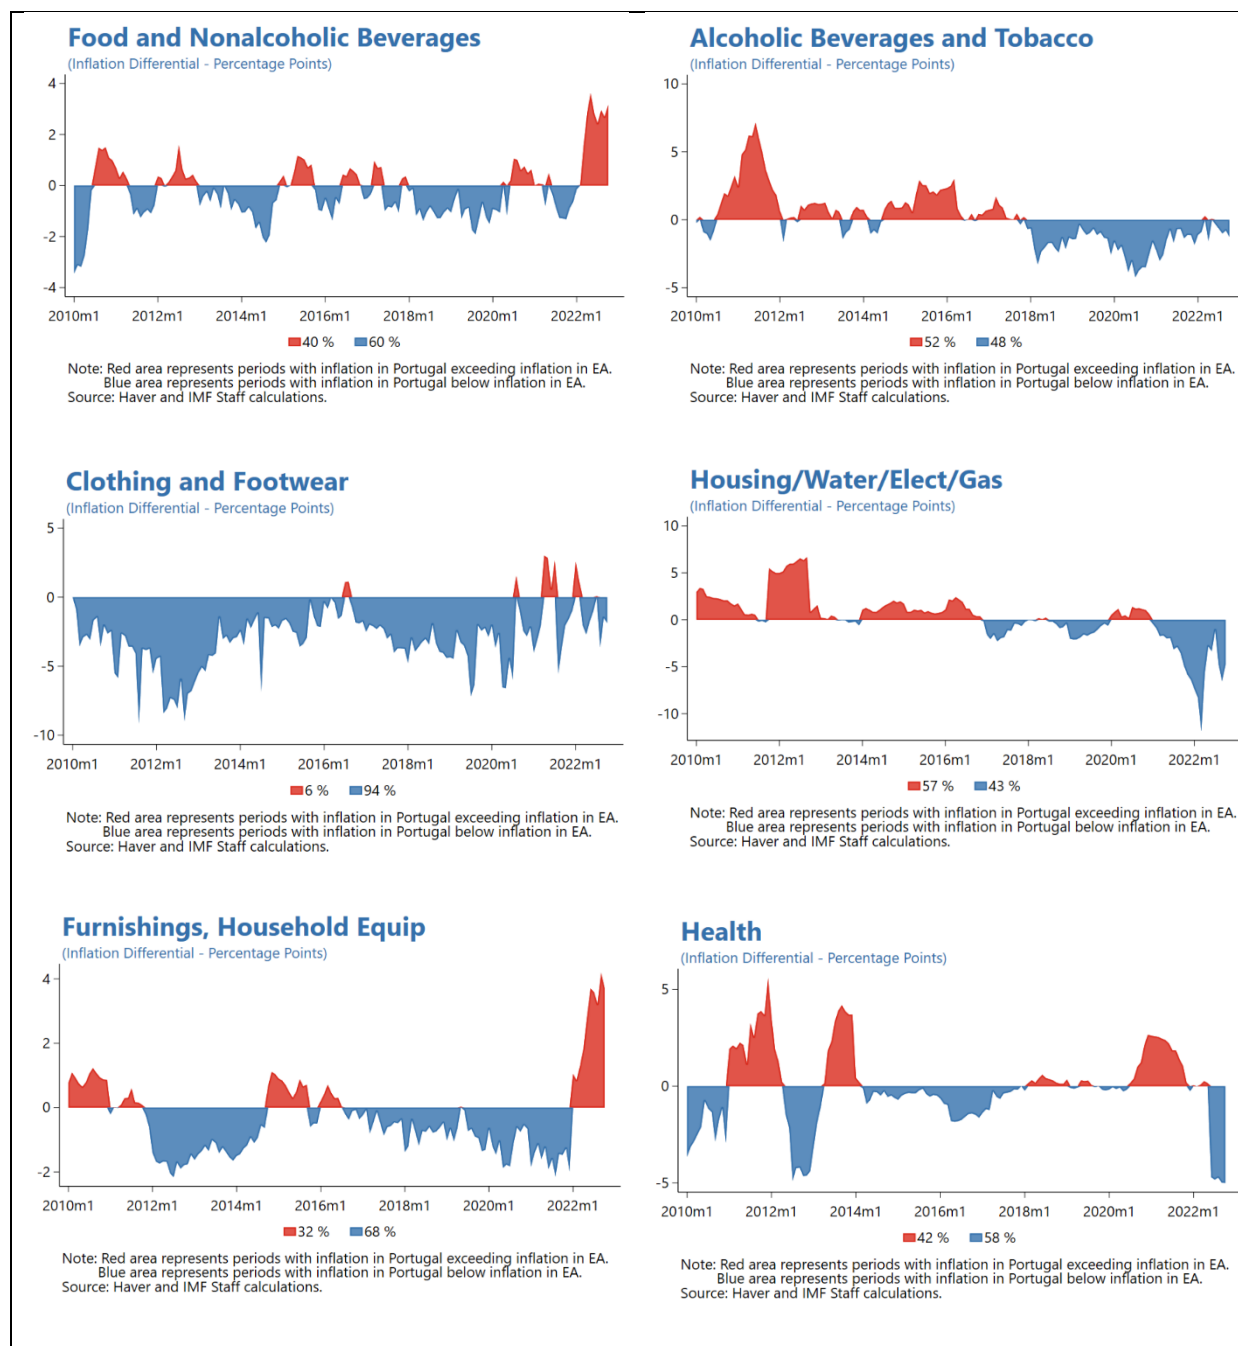 Food and Nonalcoholic Beverages
(Inflation Differential - Percentage Points)
4
2
0
-2
-4
2010m1 2012m1 2014m1 2016m1 2018m1 2020m1 2022m1
40 % 60 %
Note: Red area represents periods with inflation in Portugal exceeding inflation in EA.
Blue area represents periods with inflation in Portugal below inflation in EA.
Source: Haver and IMF Staff calculations.
Alcoholic Beverages and Tobacco
(Inflation Differential - Percentage Points)
10
5
0
-5
2010m1 2012m1 2014m1 2016m1 2018m1 2020m1 2022m1
52 % 48 %
Note: Red area represents periods with inflation in Portugal exceeding inflation in EA.
Blue area represents periods with inflation in Portugal below inflation in EA.
Source: Haver and IMF Staff calculations.
Clothing and Footwear
(Inflation Differential - Percentage Points)
5
0
-5
-10
2010m1 2012m1 2014m1 2016m1 2018m1 2020m1 2022m1
6 % 94 %
Note: Red area represents periods with inflation in Portugal exceeding inflation in EA.
Blue area represents periods with inflation in Portugal below inflation in EA.
Source: Haver and IMF Staff calculations.
Housing/Water/Elect/Gas
(Inflation Differential - Percentage Points)
10
5
0
-5
-10
2010m1 2012m1 2014m1 2016m1 2018m1 2020m1 2022m1
57 % 43 %
Note: Red area represents periods with inflation in Portugal exceeding inflation in EA.
Blue area represents periods with inflation in Portugal below inflation in EA.
Source: Haver and IMF Staff calculations.
Furnishings, Household Equip
(Inflation Differential - Percentage Points)
4
2
0
-2
2010m1 2012m1 2014m1 2016m1 2018m1 2020m1 2022m1
32 % 68 %
Note: Red area represents periods with inflation in Portugal exceeding inflation in EA.
Blue area represents periods with inflation in Portugal below inflation in EA.
Source: Haver and IMF Staff calculations.
Health
(Inflation Differential - Percentage Points)
5
0
-5
2010m1 2012m1 2014m1 2016m1 2018m1 2020m1 2022m1
42 % 58 %
Note: Red area represents periods with inflation in Portugal exceeding inflation in EA.
Blue area represents periods with inflation in Portugal below inflation in EA.
Source: Haver and IMF Staff calculations.